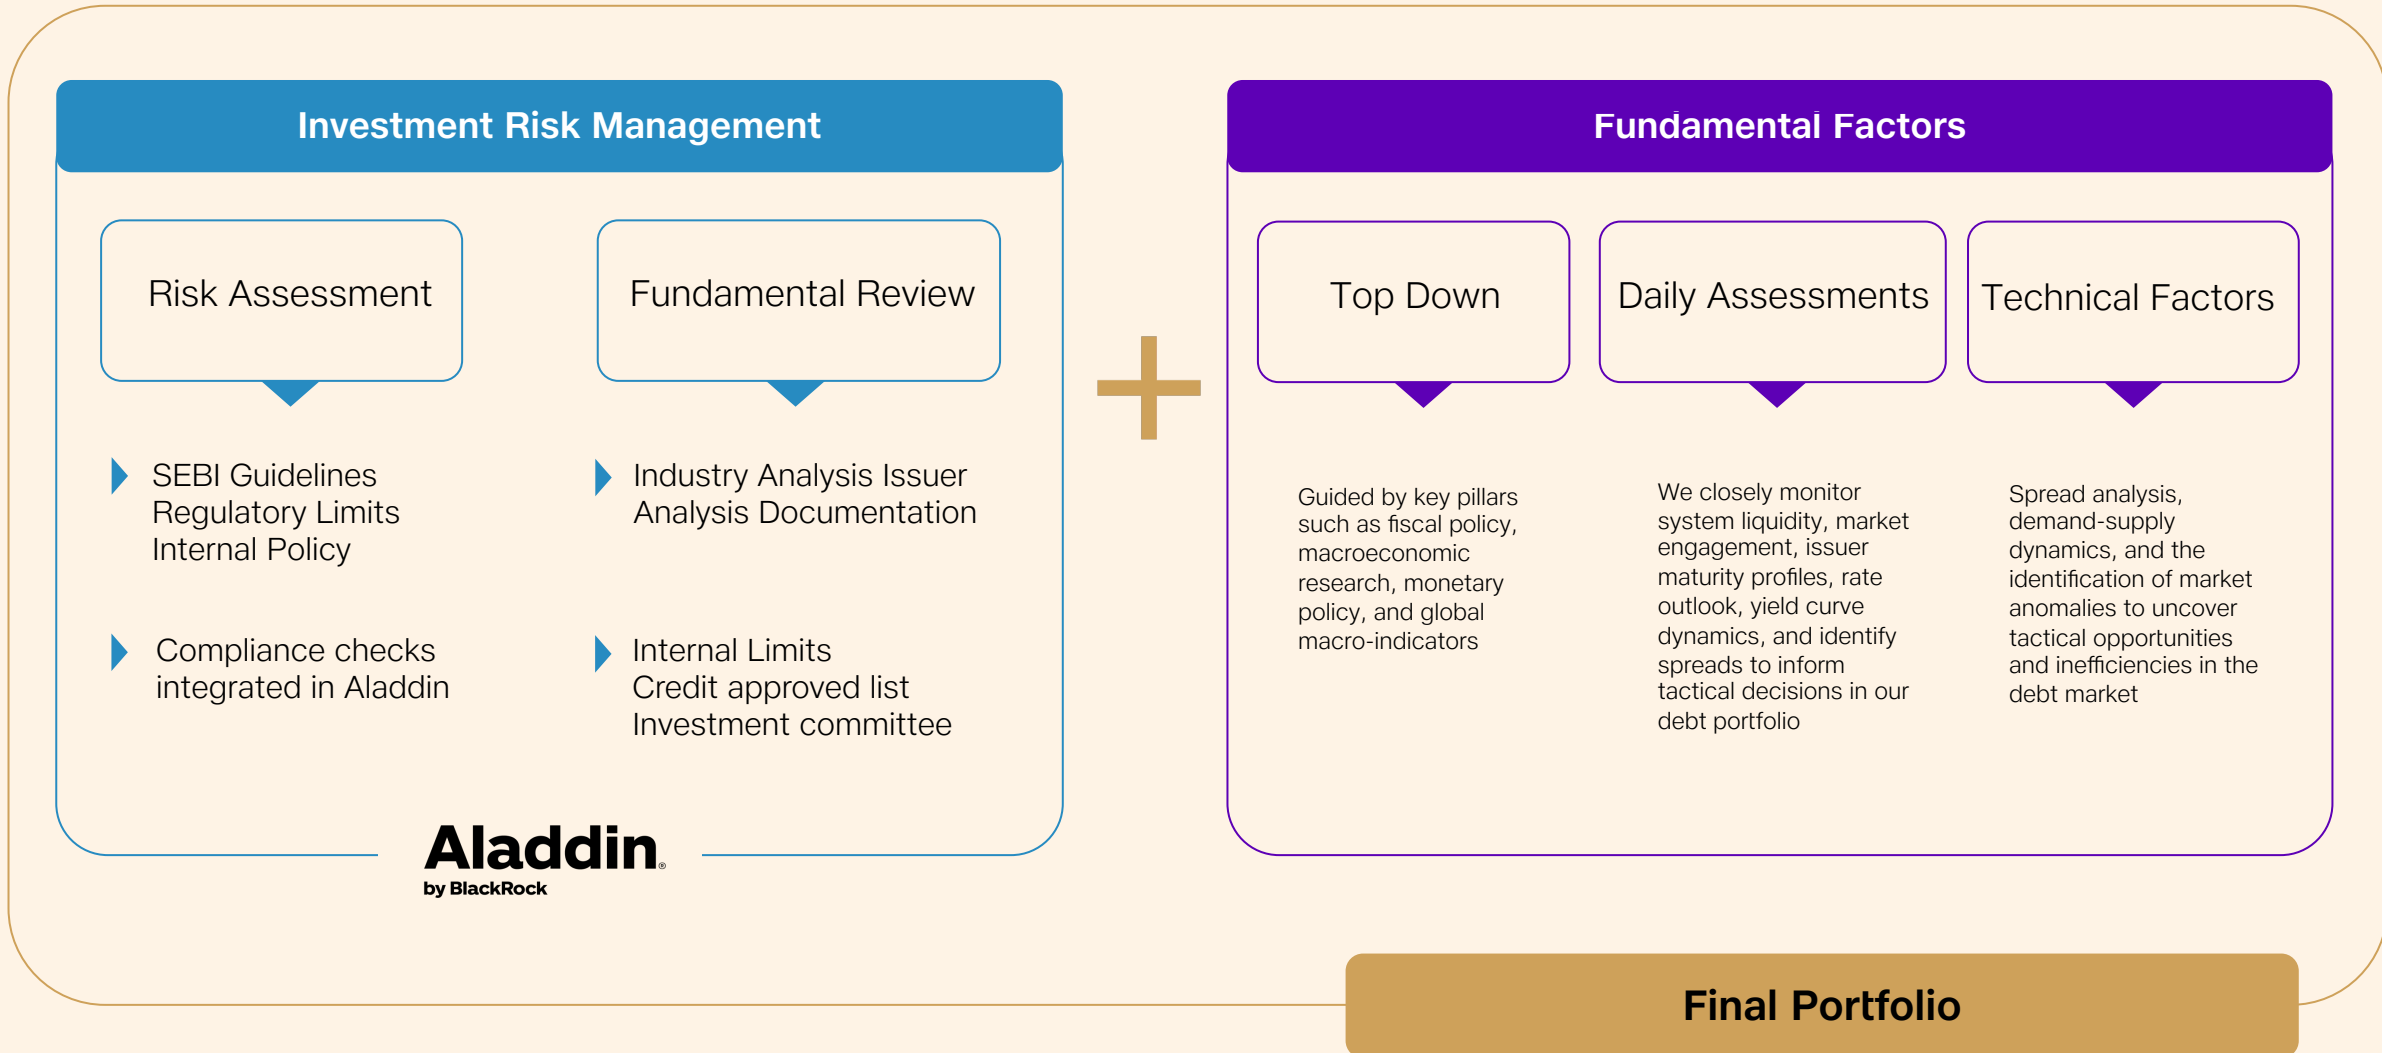 Investment Risk Management
Risk Assessment
SEBI Guidelines
Regulatory Limits
Internal Policy
Compliance checks
integrated in Aladdin
Fundamental Review
Industry Analysis Issuer
Analysis Documentation
Internal Limits
Credit approved list
Investment committee
Aladdin®
by BlackRock
Fundamental Factors
Top Down
Guided by key pillars
such as fiscal policy,
macroeconomic
research, monetary
policy, and global
macro-indicators
Daily Assessments
We closely monitor
system liquidity, market
engagement, issuer
maturity profiles, rate
outlook, yield curve
dynamics, and identify
spreads to inform
tactical decisions in our
debt portfolio
Technical Factors
Spread analysis,
demand-supply
dynamics, and the
identification of market
anomalies to uncover
tactical opportunities
and inefficiencies in the
debt market
Final Portfolio